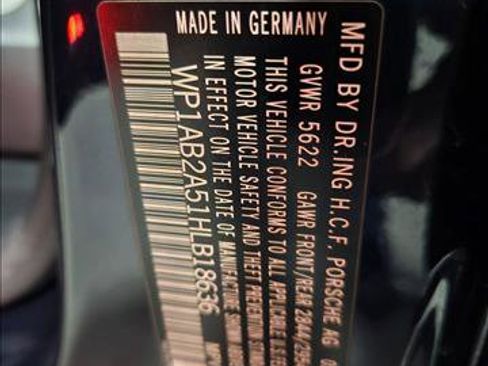 MFD BY DR.ING H.C.F. PORSCHE AG
GVWR 5622 GAWR FRONT/REAR 2844/
THIS VEHICLE CONFORMS TO ALL APPLICABLE
MOTOR VEHICLE SAFETY AND THEFT PREVENTION
IN EFFECT ON THE DATE OF MANUFACTURE
WP1AB2A51HLB18636
MADE IN GERMANY